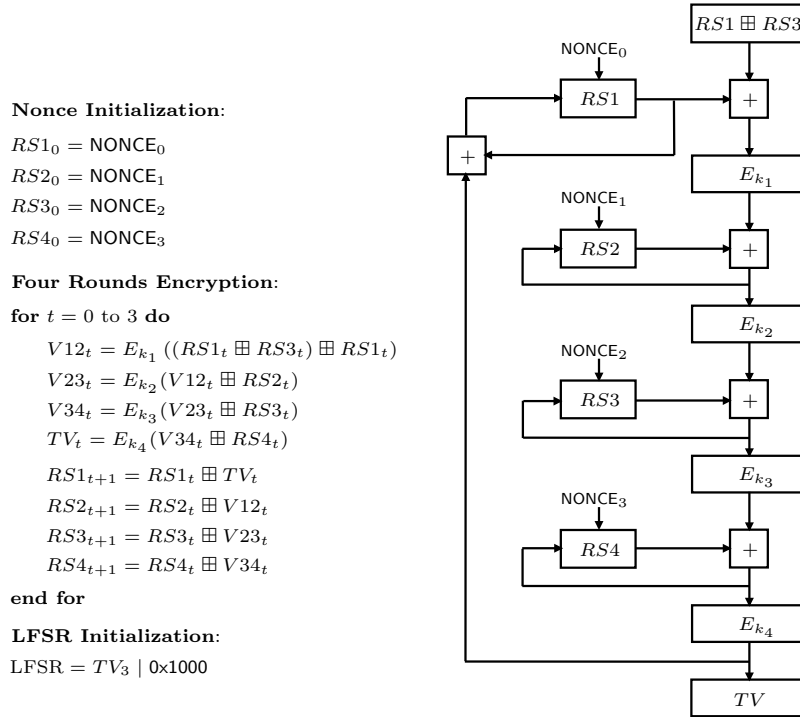 Nonce Initialization:
RS1₀ = NONCE₀
RS2₀ = NONCE₁
RS3₀ = NONCE₂
RS4₀ = NONCE₃
Four Rounds Encryption:
for t = 0 to 3 do
V12ₜ = E_{k₁} ((RS1ₜ ⊞ RS3ₜ) ⊞ RS1ₜ)
V23ₜ = E_{k₂}(V12ₜ ⊞ RS2ₜ)
V34ₜ = E_{k₃}(V23ₜ ⊞ RS3ₜ)
TVₜ = E_{k₄}(V34ₜ ⊞ RS4ₜ)
RS1ₜ₊₁ = RS1ₜ ⊞ TVₜ
RS2ₜ₊₁ = RS2ₜ ⊞ V12ₜ
RS3ₜ₊₁ = RS3ₜ ⊞ V23ₜ
RS4ₜ₊₁ = RS4ₜ ⊞ V34ₜ
end for
LFSR Initialization:
LFSR = TV₃ | 0x1000
RS1 ⊞ RS3
NONCE₀
RS1
+
+
E_{k₁}
NONCE₁
RS2
+
E_{k₂}
NONCE₂
RS3
+
E_{k₃}
NONCE₃
RS4
+
E_{k₄}
TV